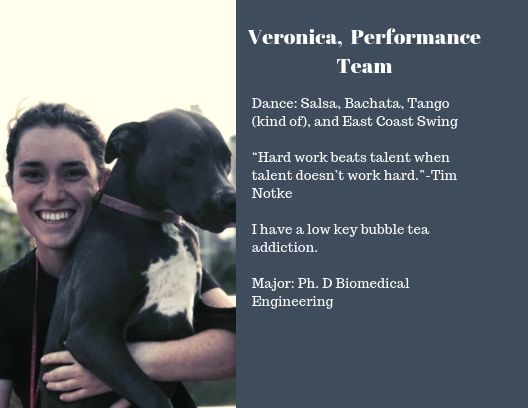 Veronica, Performance
Team
Dance: Salsa, Bachata, Tango
(kind of), and East Coast Swing
“Hard work beats talent when
talent doesn’t work hard.”-Tim
Notke
I have a low key bubble tea
addiction.
Major: Ph. D Biomedical
Engineering